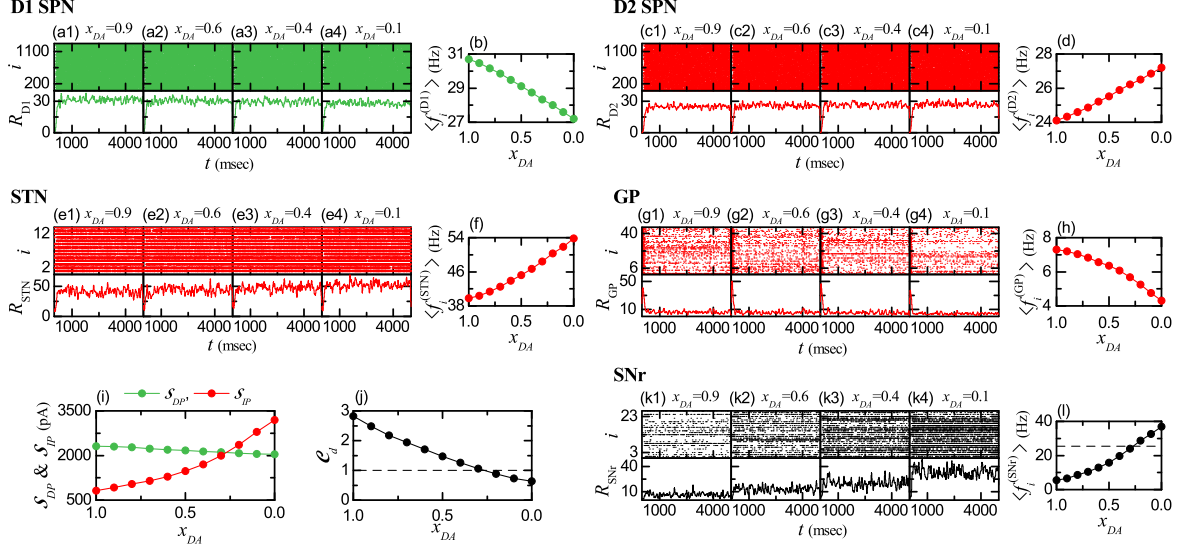 D1 SPN
(a1) x_DA=0.9 (a2) x_DA=0.6 (a3) x_DA=0.4 (a4) x_DA=0.1
1100
i
200
30
R_D1
0
1000 4000 1000 4000 1000 4000 1000 4000
t (msec)
(b)
31
29
27
⟨f_i^(D1)⟩ (Hz)
1.0 0.5 0.0
x_DA
D2 SPN
(c1) x_DA=0.9 (c2) x_DA=0.6 (c3) x_DA=0.4 (c4) x_DA=0.1
1100
i
200
30
R_D2
0
1000 4000 1000 4000 1000 4000 1000 4000
t (msec)
(d)
28
26
24
⟨f_i^(D2)⟩ (Hz)
1.0 0.5 0.0
x_DA
STN
(e1) x_DA=0.9 (e2) x_DA=0.6 (e3) x_DA=0.4 (e4) x_DA=0.1
12
i
2
50
R_STN
0
1000 4000 1000 4000 1000 4000 1000 4000
t (msec)
(f)
54
46
38
⟨f_i^(STN)⟩ (Hz)
1.0 0.5 0.0
x_DA
GP
(g1) x_DA=0.9 (g2) x_DA=0.6 (g3) x_DA=0.4 (g4) x_DA=0.1
40
i
6
50
R_GP
10
1000 4000 1000 4000 1000 4000 1000 4000
t (msec)
(h)
8
6
4
⟨f_i^(GP)⟩ (Hz)
1.0 0.5 0.0
x_DA
(i) S_DP, S_IP
3500
2000
500
S_DP & S_IP (pA)
1.0 0.5 0.0
x_DA
(j)
3
2
1
0
C_d
1.0 0.5 0.0
x_DA
SNr
(k1) x_DA=0.9 (k2) x_DA=0.6 (k3) x_DA=0.4 (k4) x_DA=0.1
23
i
3
40
R_SNr
10
1000 4000 1000 4000 1000 4000 1000 4000
t (msec)
(l)
40
20
0
⟨f_i^(SNr)⟩ (Hz)
1.0 0.5 0.0
x_DA